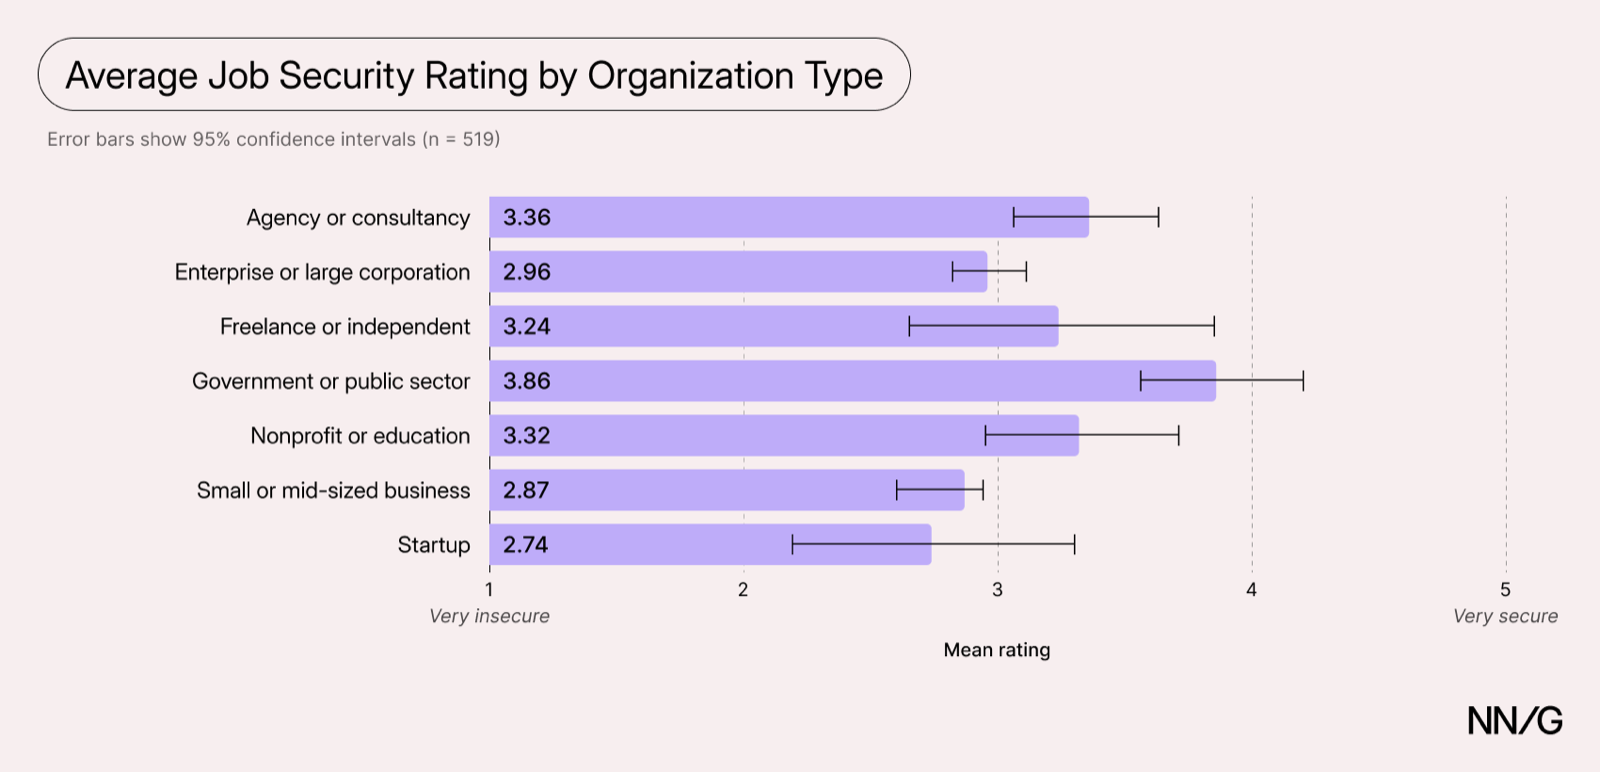 Average Job Security Rating by Organization Type
Error bars show 95% confidence intervals (n = 519)
Agency or consultancy 3.36
Enterprise or large corporation 2.96
Freelance or independent 3.24
Government or public sector 3.86
Nonprofit or education 3.32
Small or mid-sized business 2.87
Startup 2.74
1 2 3 4 5
Very insecure Very secure
Mean rating
NN/G